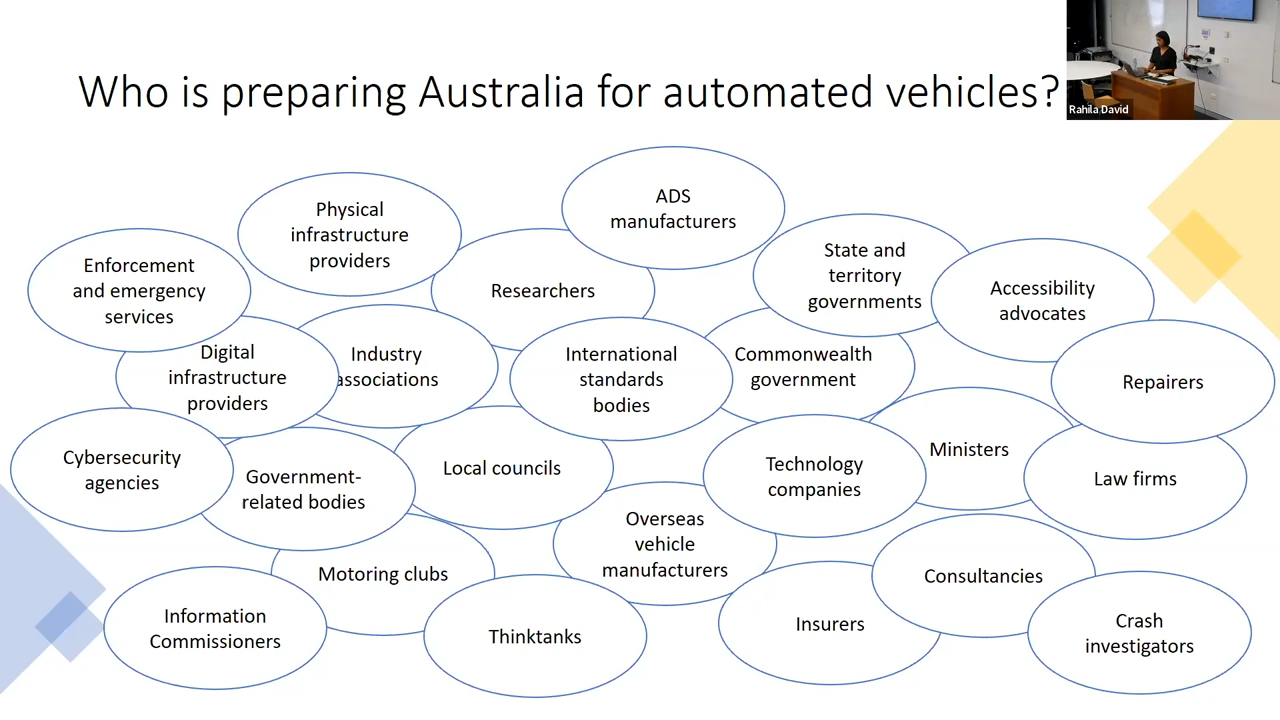 Who is preparing Australia for automated vehicles?
Rahila David
ADS
manufacturers
Physical
infrastructure
providers
State and
territory
governments
Enforcement
and emergency
services
Researchers
Accessibility
advocates
Digital
infrastructure
providers
Industry
associations
International
standards
bodies
Commonwealth
government
Repairers
Cybersecurity
agencies
Government-
related bodies
Local councils
Technology
companies
Ministers
Law firms
Overseas
vehicle
manufacturers
Motoring clubs
Consultancies
Information
Commissioners
Thinktanks
Insurers
Crash
investigators